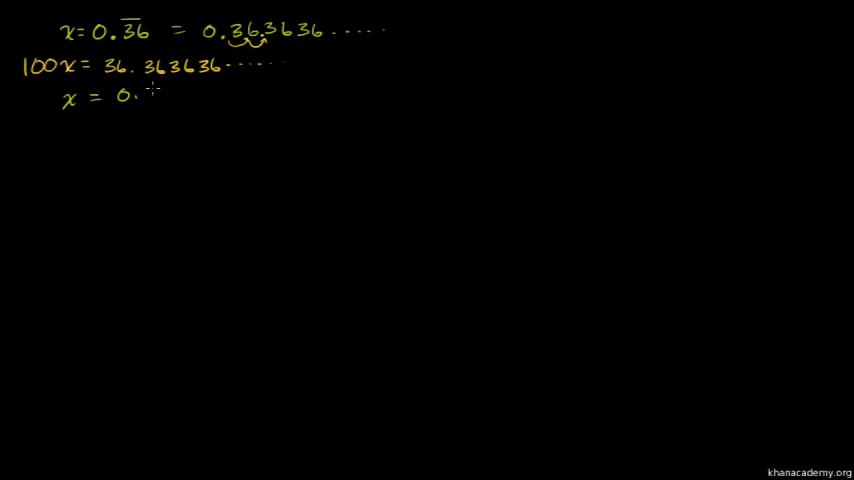 x = 0.3̅6̅ = 0.363636.....
100x = 36.363636......
x = 0.
khanacademy.org